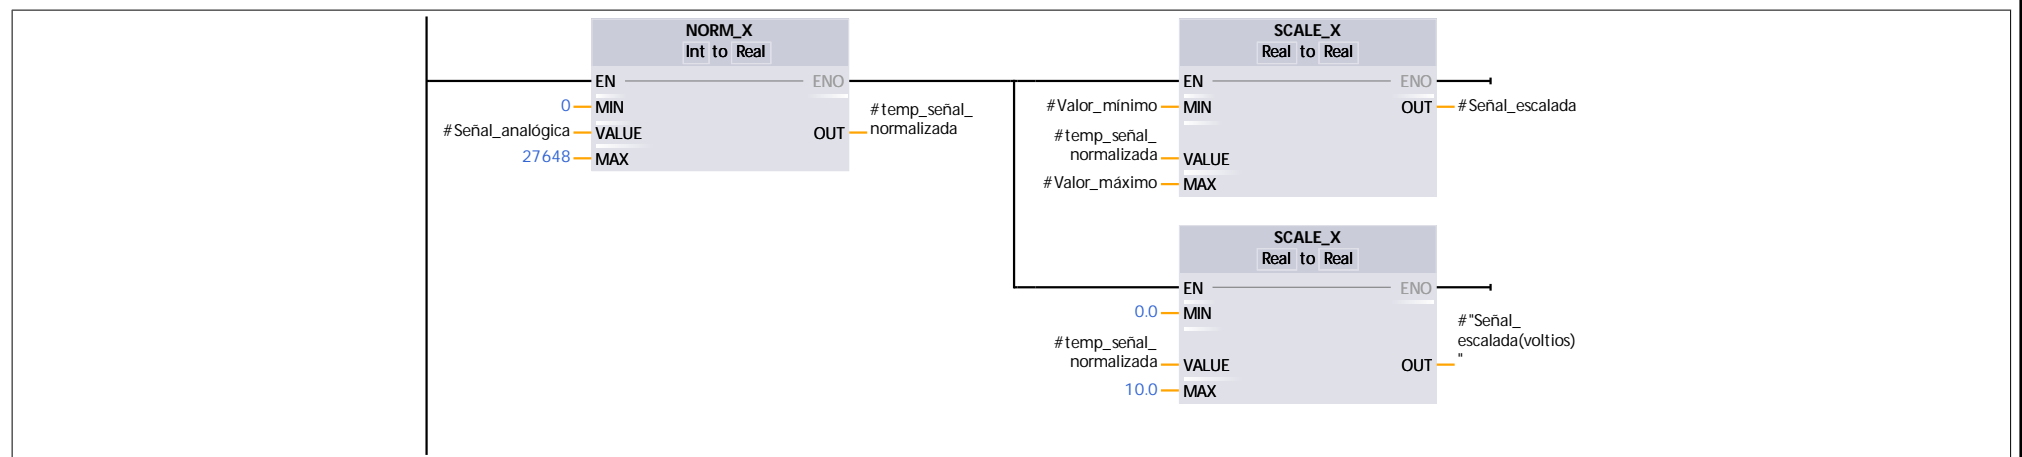 NORM_X
Int to Real
EN
ENO
0
MIN
#Señal_analógica
VALUE
27648
MAX
OUT
#temp_señal_
normalizada
SCALE_X
Real to Real
EN
ENO
#Valor_mínimo
MIN
OUT
#Señal_escalada
#temp_señal_
normalizada
VALUE
#Valor_máximo
MAX
SCALE_X
Real to Real
EN
ENO
0.0
MIN
#temp_señal_
normalizada
VALUE
10.0
MAX
OUT
#"Señal_
escalada(voltios)
"